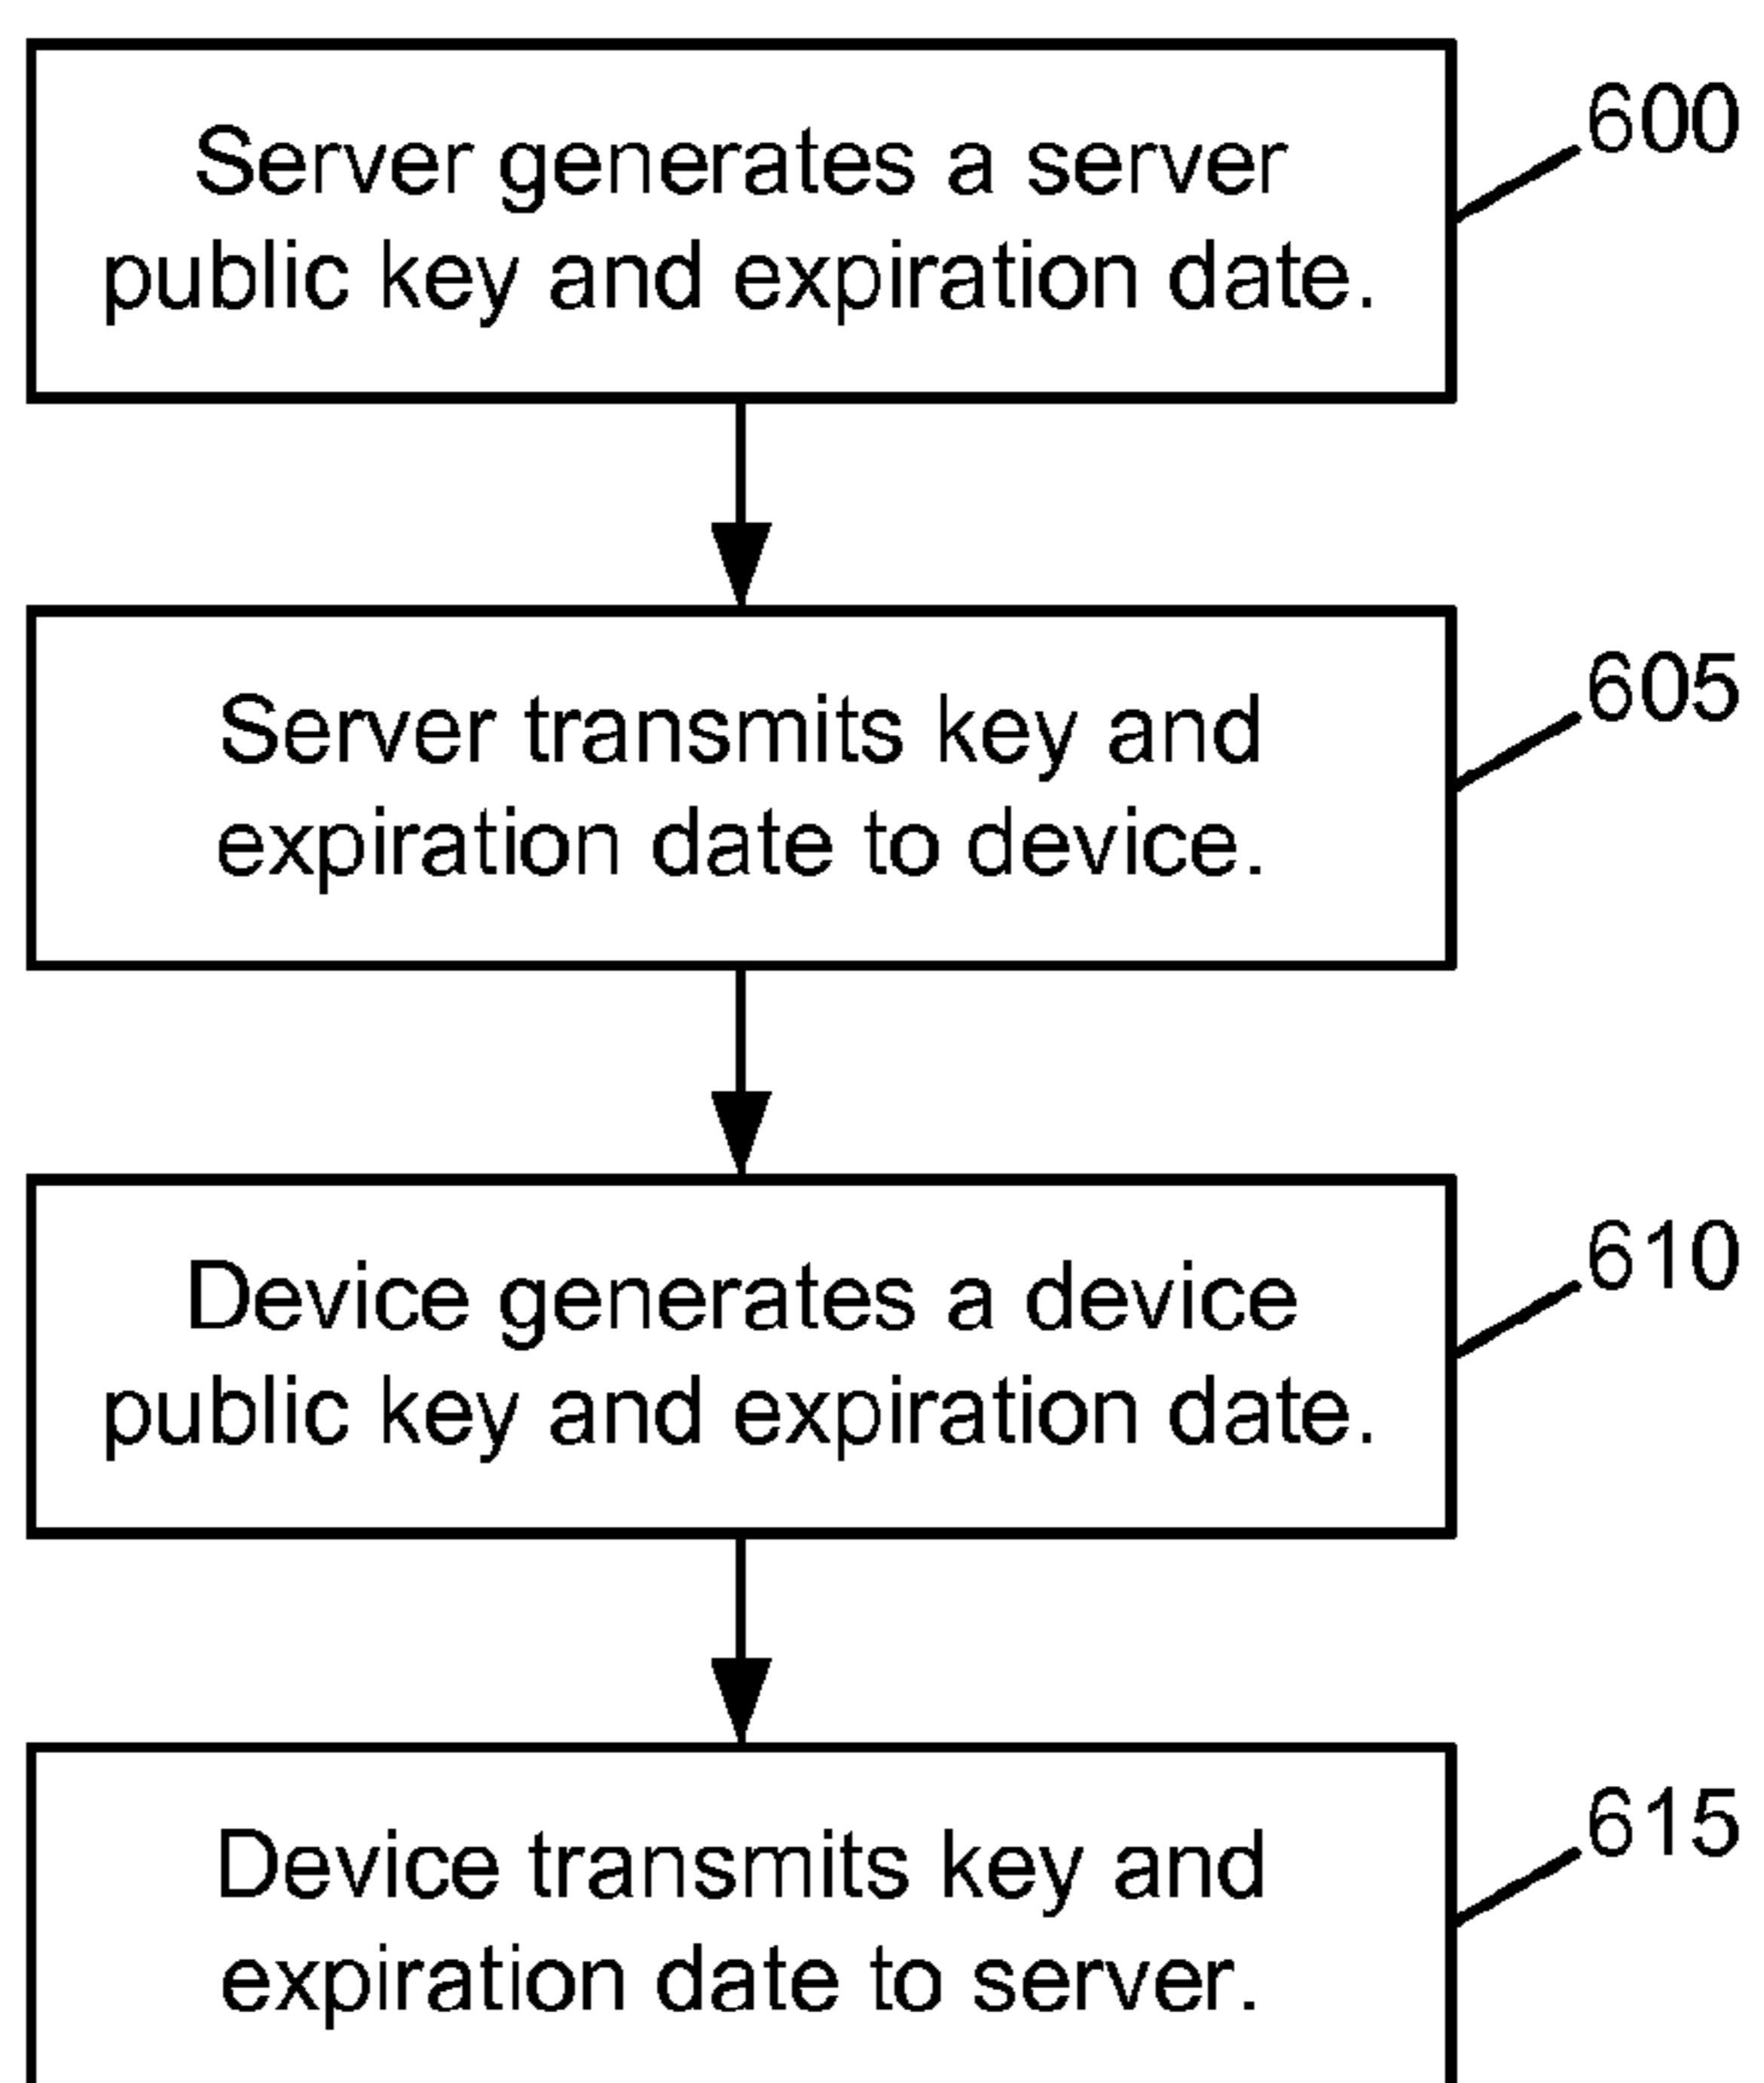 Server generates a server
public key and expiration date.
600
Server transmits key and
expiration date to device.
605
Device generates a device
public key and expiration date.
610
Device transmits key and
expiration date to server.
615